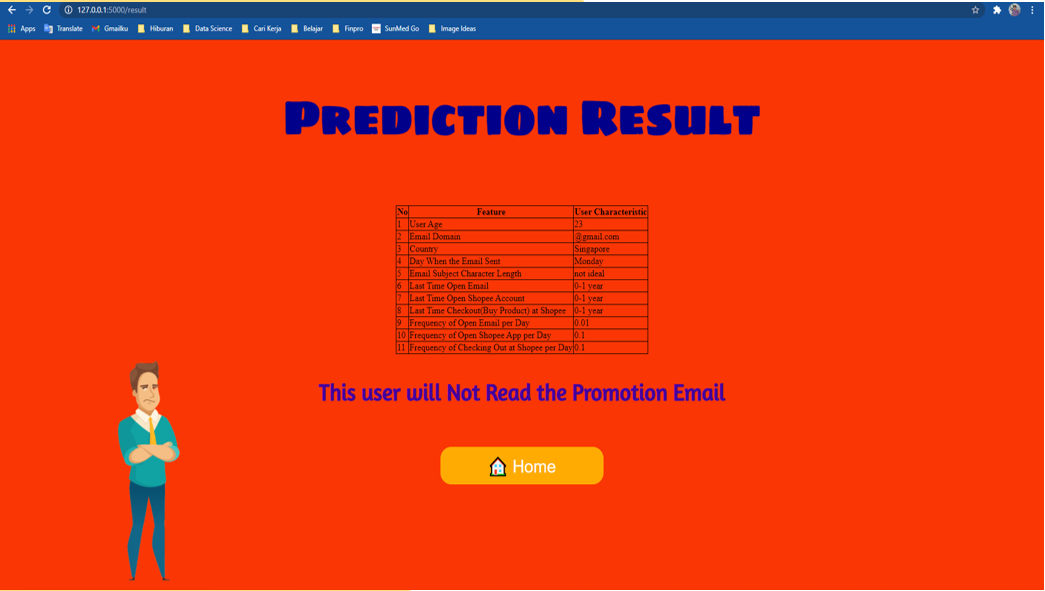 127.0.0.1:5000/result
Apps Translate Gmailku Hiburan Data Science Cari Kerja Belajar Finpro SunMed Go Image Ideas
Prediction Result
No Feature User Characteristic
1 User Age 23
2 Email Domain @gmail.com
3 Country Singapore
4 Day When the Email Sent Monday
5 Email Subject Character Length not ideal
6 Last Time Open Email 0-1 year
7 Last Time Open Shopee Account 0-1 year
8 Last Time Checkout(Buy Product) at Shopee 0-1 year
9 Frequency of Open Email per Day 0.01
10 Frequency of Open Shopee App per Day 0.1
11 Frequency of Checking Out at Shopee per Day 0.1
This user will Not Read the Promotion Email
Home